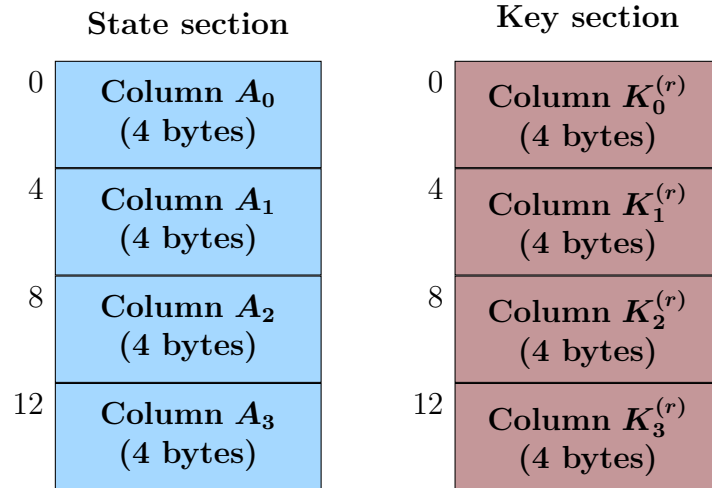 State section
0
Column A₀
(4 bytes)
4
Column A₁
(4 bytes)
8
Column A₂
(4 bytes)
12
Column A₃
(4 bytes)
Key section
0
Column K₀⁽ʳ⁾
(4 bytes)
4
Column K₁⁽ʳ⁾
(4 bytes)
8
Column K₂⁽ʳ⁾
(4 bytes)
12
Column K₃⁽ʳ⁾
(4 bytes)